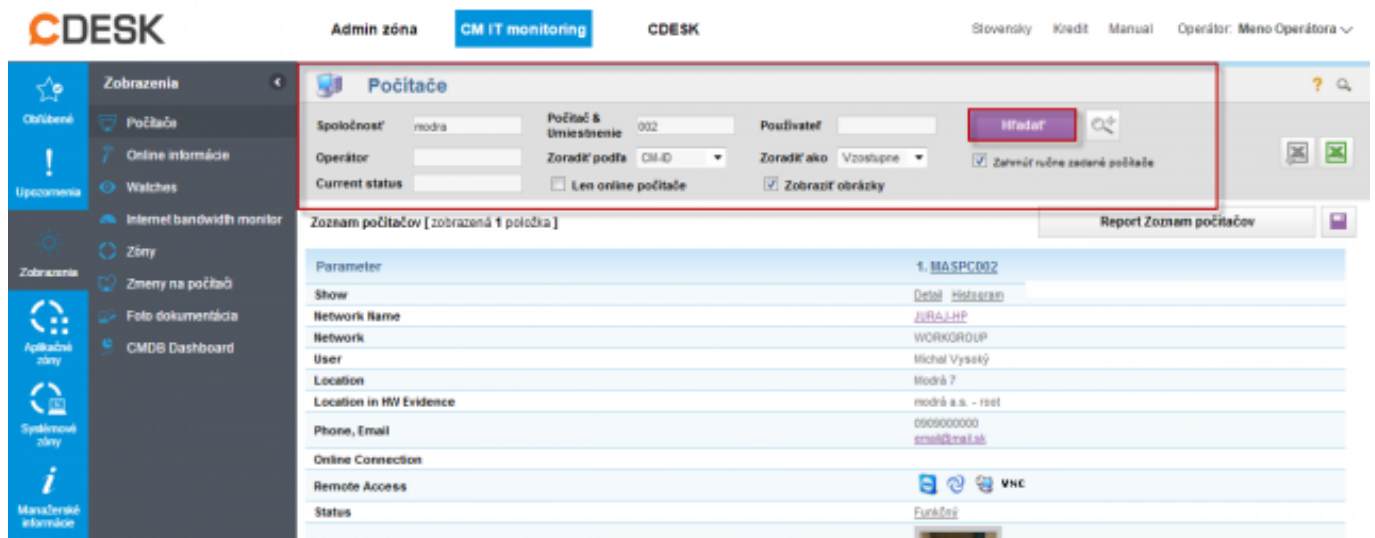 CDESK
Admin zóna CM IT monitoring CDESK Slovensky Kredit Manual Operátor: Meno Operátora
Obľúbené
Upozornenia
Zobrazenia
Aplikačné zóny
Systémové zóny
Manažerské informácie
Zobrazenia
Počítače
Online informácie
Watches
Internet bandwidth monitor
Zóny
Zmeny na počítači
Foto dokumentácia
CMDB Dashboard
Počítače
?
Spoločnosť modra Počítač & Umiestnenie 002 Používateľ Hľadať
Operátor Zoradiť podľa CM-ID Zoradiť ako Vzostupne Zahrnúť ručne zadané počítače
Current status Len online počítače Zobraziť obrázky
Zoznam počítačov [ zobrazená 1 položka ] Report Zoznam počítačov
Parameter 1. MASPC002
Show Detail Histogram
Network Name JURAJ-HP
Network WORKGROUP
User Michal Vysoký
Location Modrá 7
Location in HW Evidence modrá a.s. - root
Phone, Email 0909000000
email@mail.sk
Online Connection
Remote Access VNC
Status Funkčný